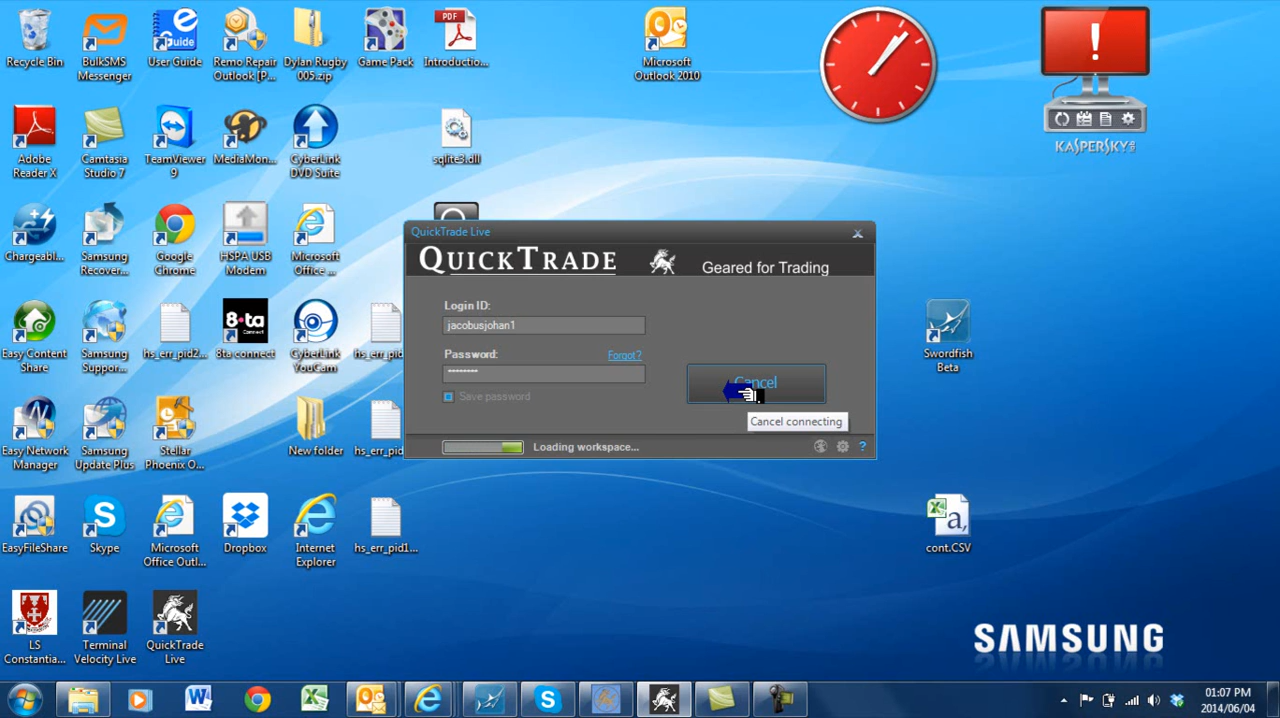 Recycle Bin
BulkSMS
Messenger
User Guide
Remo Repair
Outlook [P...
Dylan Rugby
005.zip
Game Pack
PDF
Introductio...
Microsoft
Outlook 2010
KASPERSKY
Adobe
Reader X
Camtasia
Studio 7
TeamViewer
9
MediaMon...
CyberLink
DVD Suite
sqlite3.dll
Chargeabl...
Samsung
Recover...
Google
Chrome
HSPA USB
Modem
Microsoft
Office ...
QuickTrade Live
QUICKTRADE
Geared for Trading
Login ID:
jacobusjohan1
Password:
Forgot?
********
Save password
Cancel
Cancel connecting
Loading workspace...
Easy Content
Share
Samsung
Suppor...
hs_err_pid2...
8ta connect
CyberLink
YouCam
hs_err_pid
Swordfish
Beta
Easy Network
Manager
Samsung
Update Plus
Stellar
Phoenix O...
New folder
hs_err_pid
EasyFileShare
Skype
Microsoft
Office Outl...
Dropbox
Internet
Explorer
hs_err_pid1...
cont.CSV
LS
Constantia...
Terminal
Velocity Live
QuickTrade
Live
SAMSUNG
01:07 PM
2014/06/04